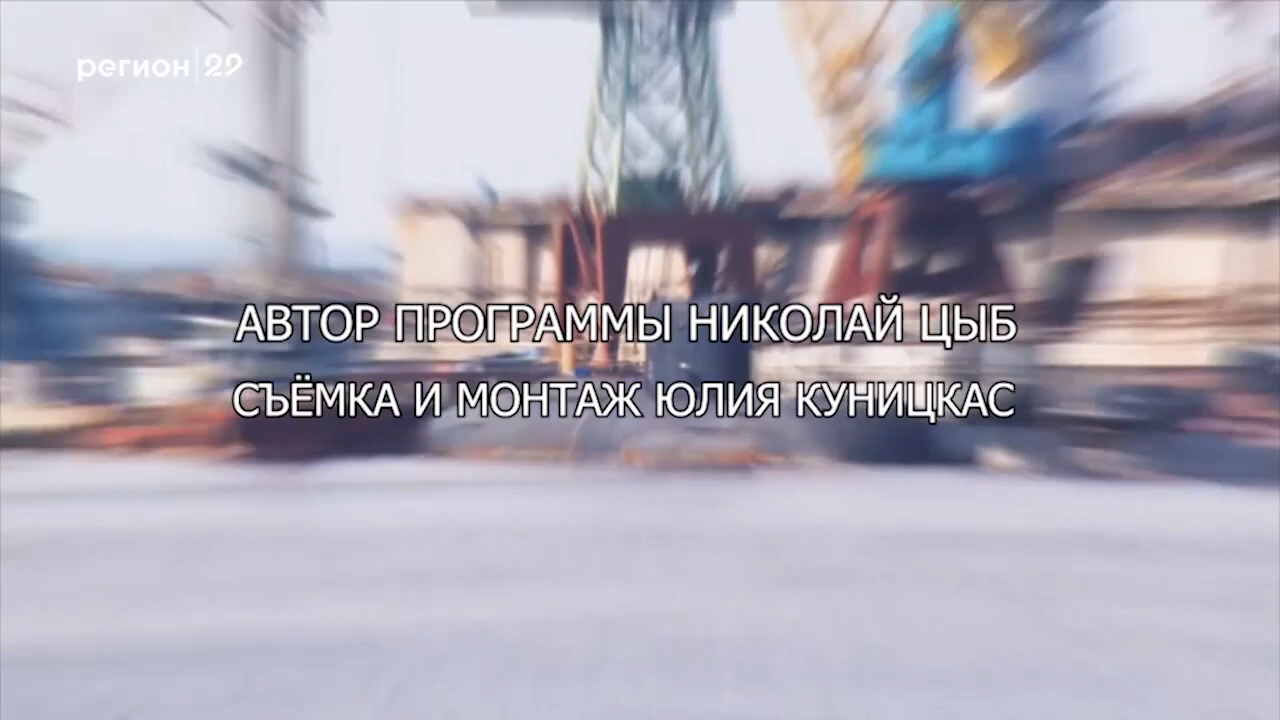 регион|29
АВТОР ПРОГРАММЫ НИКОЛАЙ ЦЫБ
СЪЁМКА И МОНТАЖ ЮЛИЯ КУНИЦКАС